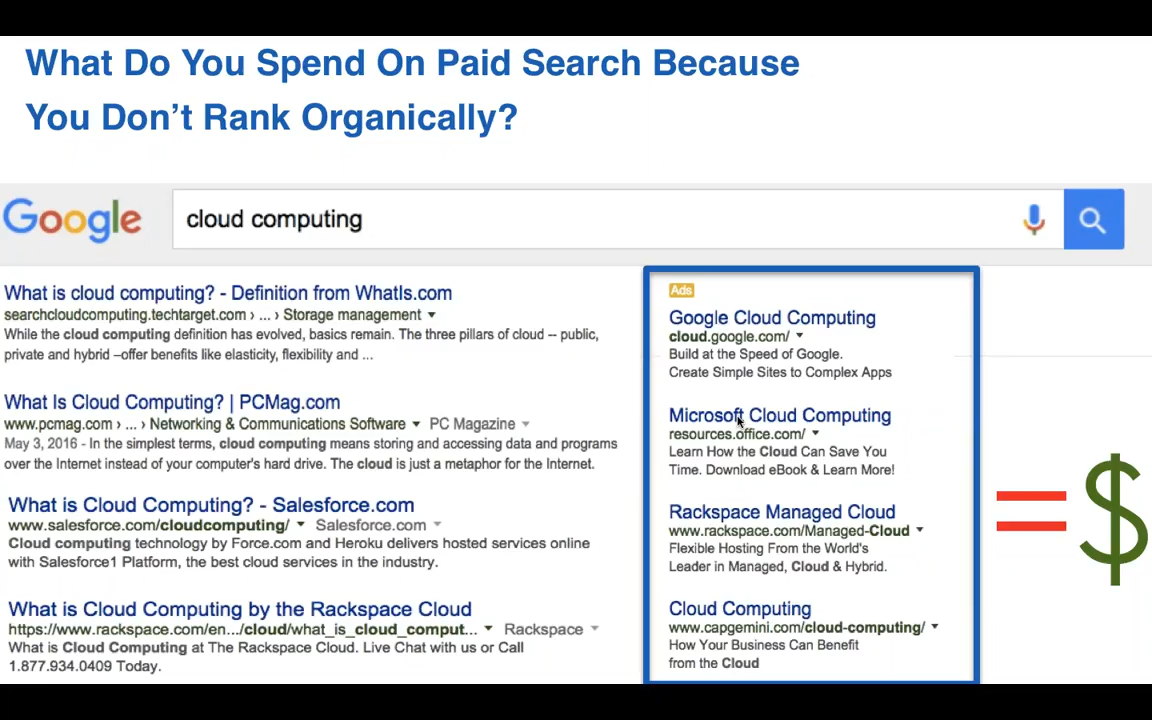 What Do You Spend On Paid Search Because
You Don't Rank Organically?
Google
cloud computing
What is cloud computing? - Definition from WhatIs.com
searchcloudcomputing.techtarget.com › ... › Storage management
While the cloud computing definition has evolved, basics remain. The three pillars of cloud -- public,
private and hybrid –offer benefits like elasticity, flexibility and ...
What Is Cloud Computing? | PCMag.com
www.pcmag.com › ... › Networking & Communications Software PC Magazine
May 3, 2016 - In the simplest terms, cloud computing means storing and accessing data and programs
over the Internet instead of your computer's hard drive. The cloud is just a metaphor for the Internet.
What is Cloud Computing? - Salesforce.com
www.salesforce.com/cloudcomputing/ Salesforce.com
Cloud computing technology by Force.com and Heroku delivers hosted services online
with Salesforce1 Platform, the best cloud services in the industry.
What is Cloud Computing by the Rackspace Cloud
https://www.rackspace.com/en.../cloud/what_is_cloud_comput... Rackspace
What is Cloud Computing at The Rackspace Cloud. Live Chat with us or Call
1.877.934.0409 Today.
Ads
Google Cloud Computing
cloud.google.com/
Build at the Speed of Google.
Create Simple Sites to Complex Apps
Microsoft Cloud Computing
resources.office.com/
Learn How the Cloud Can Save You
Time. Download eBook & Learn More!
Rackspace Managed Cloud
www.rackspace.com/Managed-Cloud
Flexible Hosting From the World's
Leader in Managed, Cloud & Hybrid.
Cloud Computing
www.capgemini.com/cloud-computing/
How Your Business Can Benefit
from the Cloud
= $